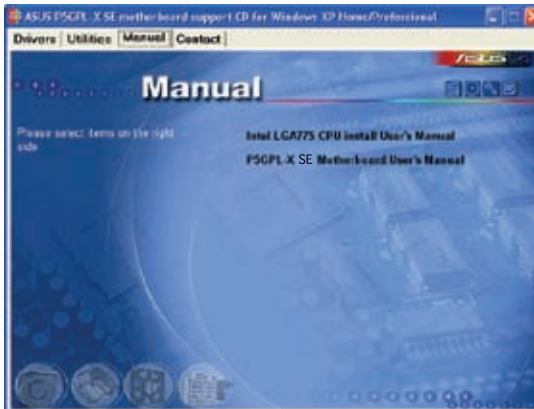 ASUS P5GPL-X SE motherboard support CD for Windows XP Home/Professional
Drivers Utilities Manual Contact
/ISUS
Manual
Please select items on the right
side
Intel LGA775 CPU install User's Manual
P5GPL-X SE Motherboard User's Manual